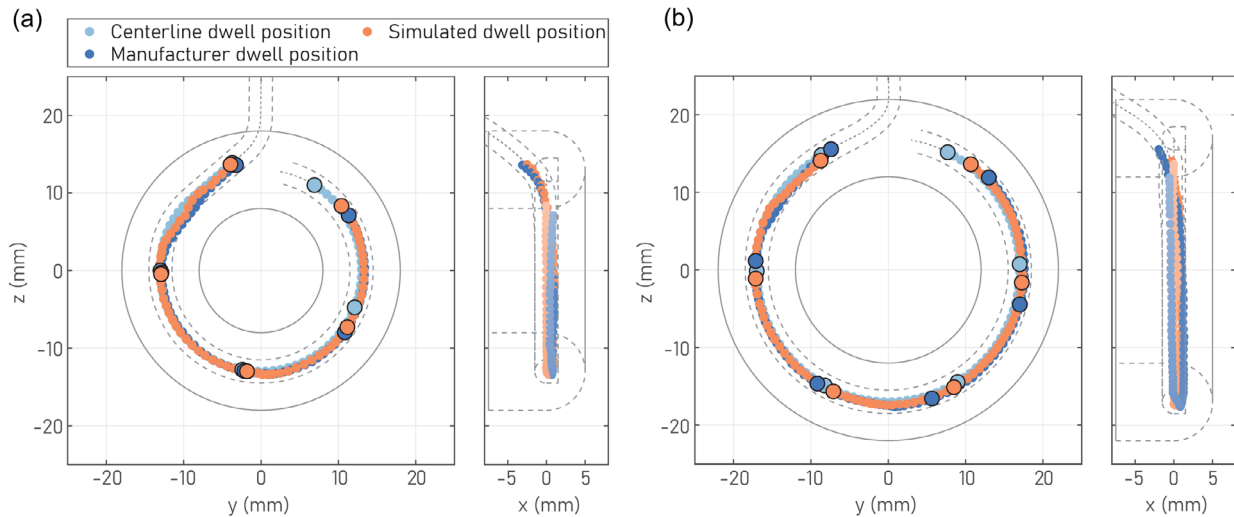 (a)
Centerline dwell position
Simulated dwell position
Manufacturer dwell position
20
10
0
-10
-20
z (mm)
-20
0
20
y (mm)
-5
0
5
x (mm)
(b)
20
10
0
-10
-20
z (mm)
-20
-10
0
10
20
y (mm)
-5
0
5
x (mm)